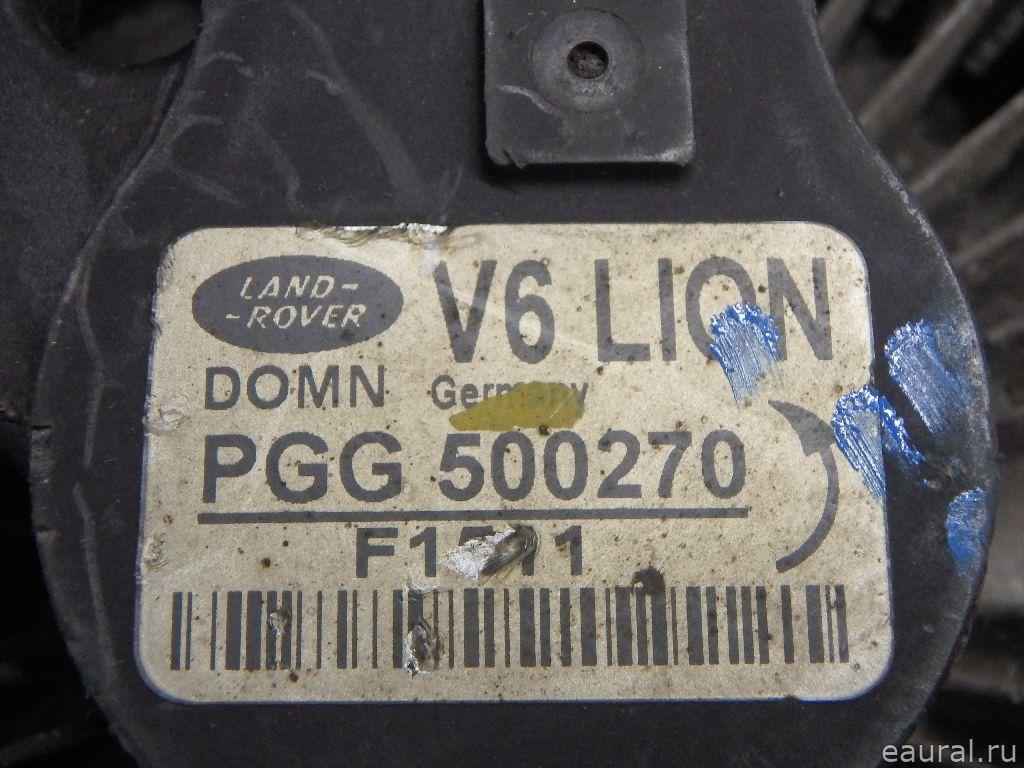 LAND-
-ROVER
V6 LION
DOMN Germany
PGG 500270
eaural.ru